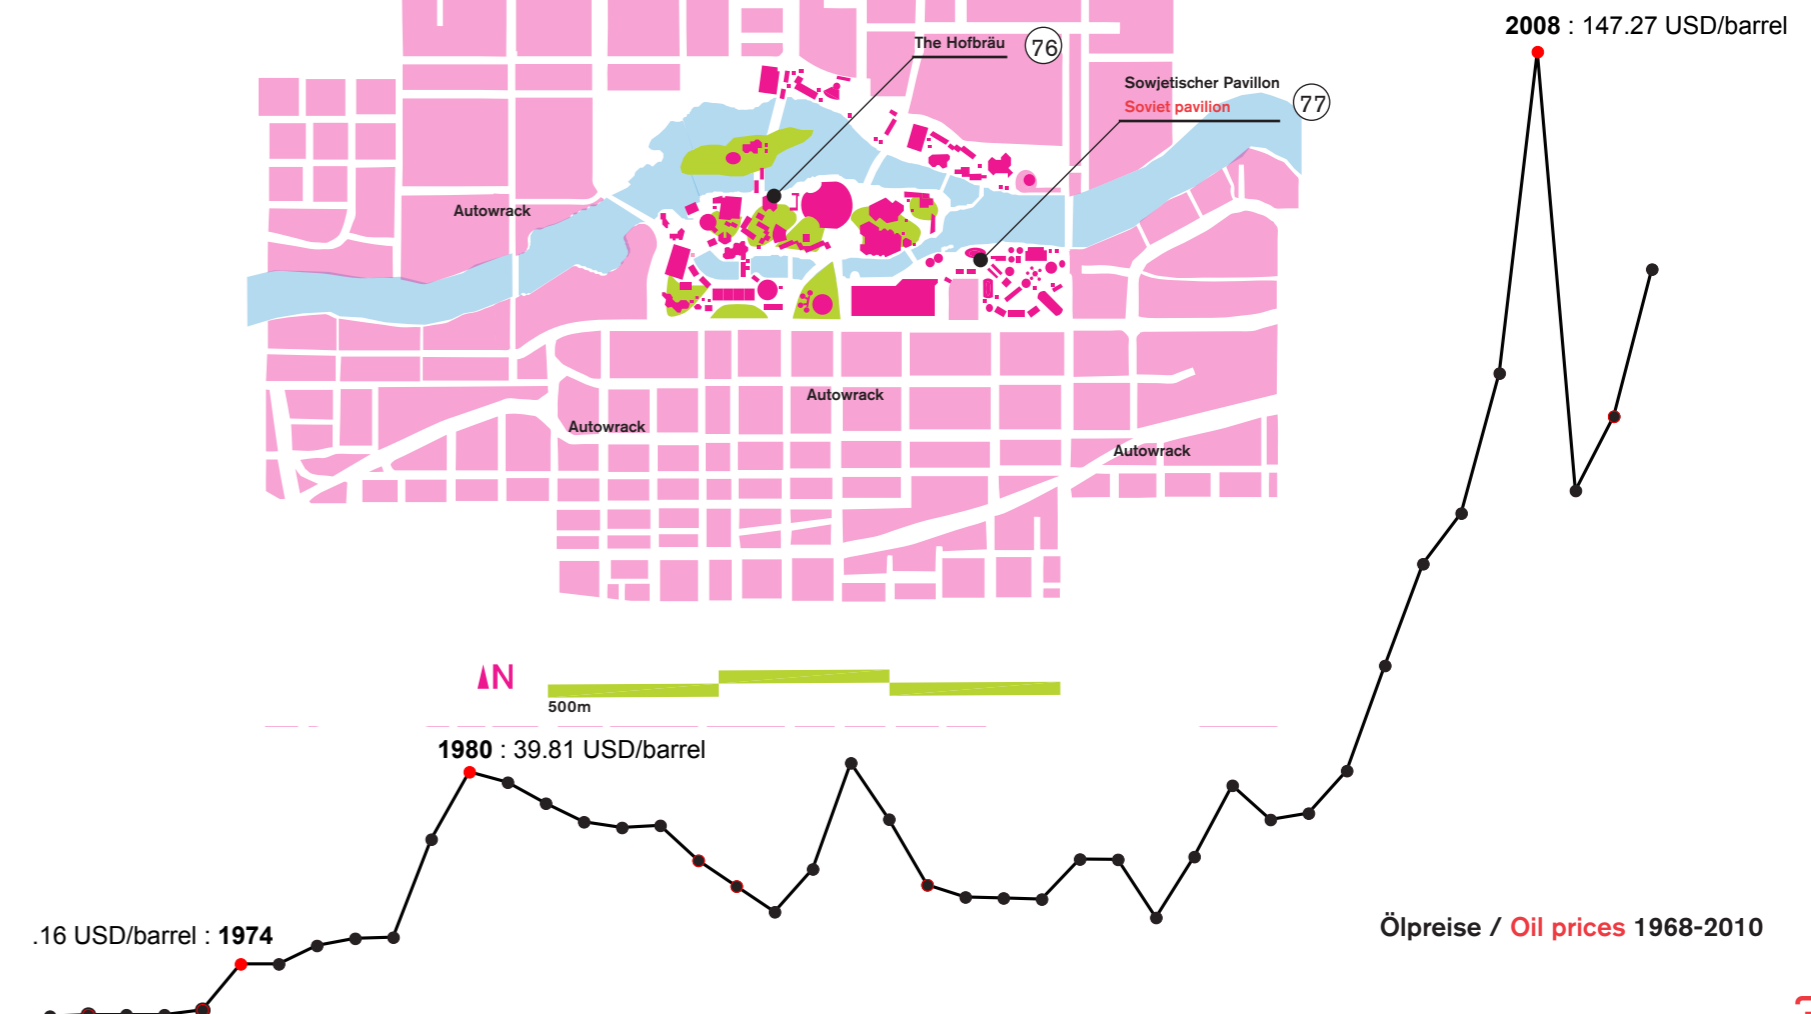 2008 : 147.27 USD/barrel
The Hofbräu 76
Sowjetischer Pavillon
Soviet pavilion
77
Autowrack
Autowrack
Autowrack
Autowrack
N
500m
1980 : 39.81 USD/barrel
.16 USD/barrel : 1974
Ölpreise / Oil prices 1968-2010